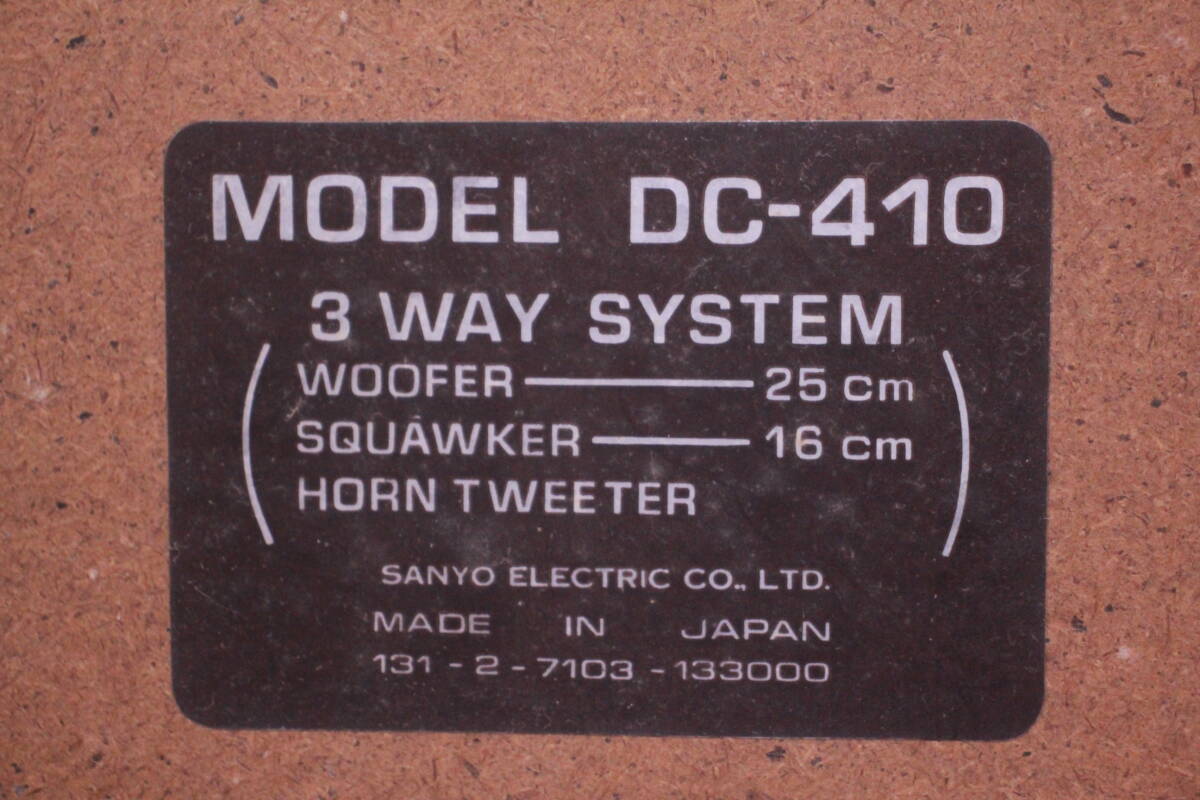 MODEL DC-410
3 WAY SYSTEM
(WOOFER — 25 cm
SQUAWKER — 16 cm
HORN TWEETER)
SANYO ELECTRIC CO., LTD.
MADE IN JAPAN
131-2-7103-133000